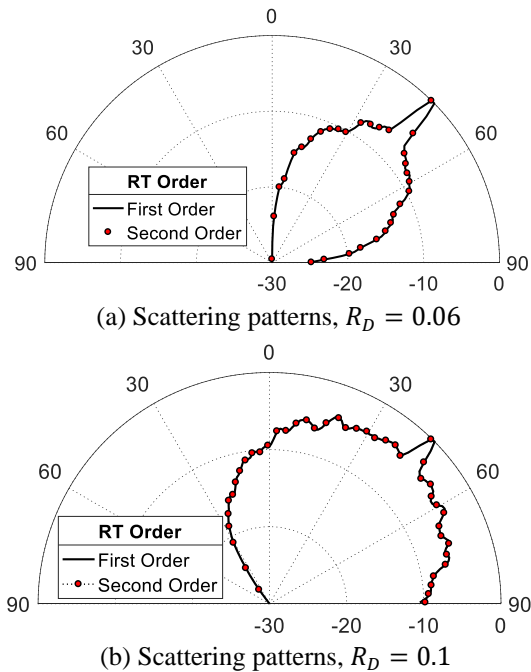 0
30
30
60
60
90
90
RT Order
First Order
Second Order
-30
-20
-10
0
(a) Scattering patterns, R_D = 0.06
0
30
30
60
60
90
90
RT Order
First Order
Second Order
-30
-20
-10
0
(b) Scattering patterns, R_D = 0.1